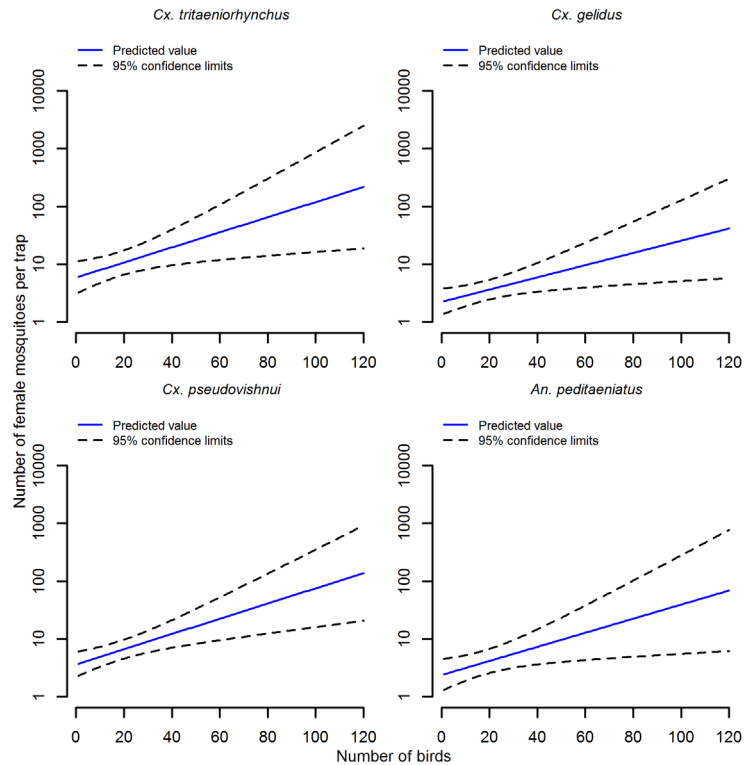 Cx. tritaeniorhynchus
Predicted value
95% confidence limits
10000
1000
100
10
1
0 20 40 60 80 100 120
Cx. gelidus
Predicted value
95% confidence limits
10000
1000
100
10
1
0 20 40 60 80 100 120
Number of female mosquitoes per trap
Cx. pseudovishnui
Predicted value
95% confidence limits
10000
1000
100
10
1
0 20 40 60 80 100 120
An. peditaeniatus
Predicted value
95% confidence limits
10000
1000
100
10
1
0 20 40 60 80 100 120
Number of birds